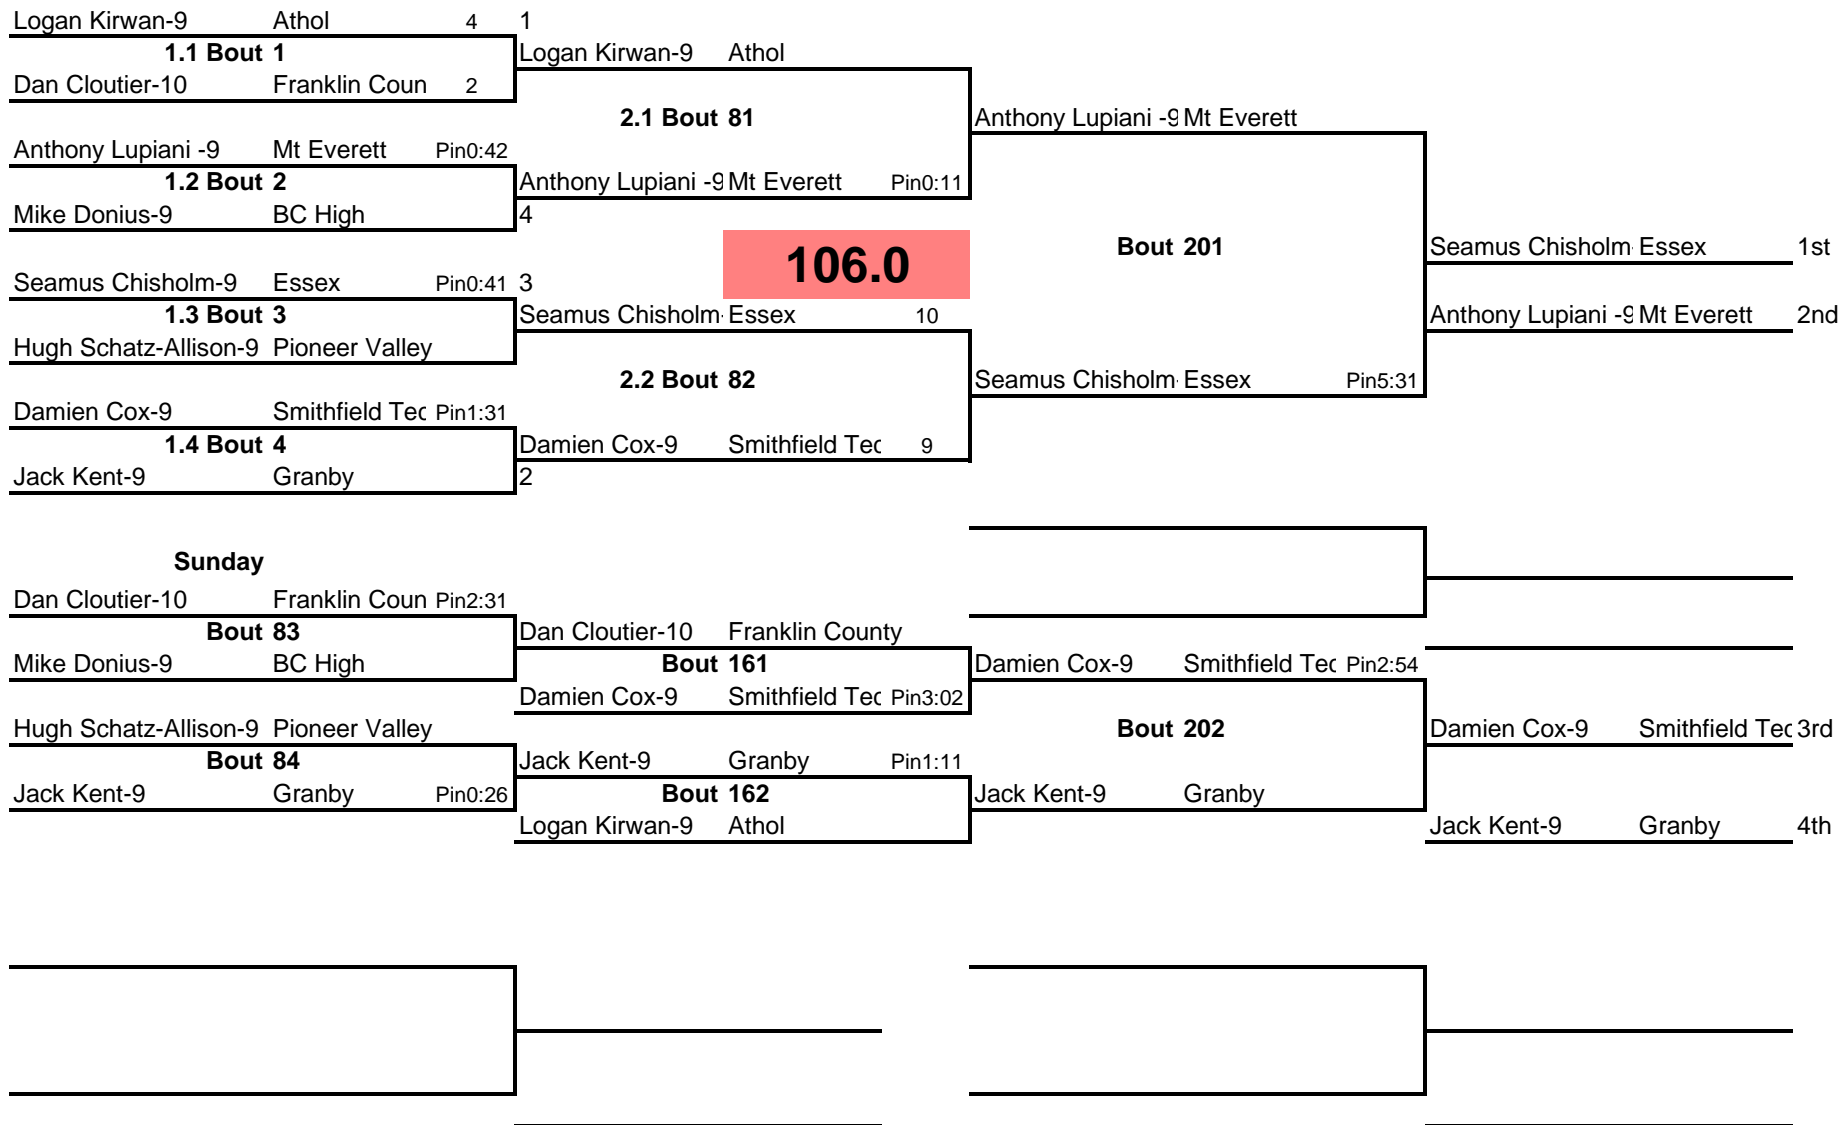 Logan Kirwan-9 Athol 4 1
1.1 Bout 1 Logan Kirwan-9 Athol
Dan Cloutier-10 Franklin Coun 2
2.1 Bout 81 Anthony Lupiani -9 Mt Everett
Anthony Lupiani -9 Mt Everett Pin0:42
1.2 Bout 2 Anthony Lupiani -9 Mt Everett Pin0:11
Mike Donius-9 BC High 4
106.0 Bout 201 Seamus Chisholm- Essex 1st
Seamus Chisholm-9 Essex Pin0:41 3
1.3 Bout 3 Seamus Chisholm- Essex 10 Anthony Lupiani -9 Mt Everett 2nd
Hugh Schatz-Allison-9 Pioneer Valley
2.2 Bout 82 Seamus Chisholm- Essex Pin5:31
Damien Cox-9 Smithfield Tec Pin1:31
1.4 Bout 4 Damien Cox-9 Smithfield Tec 9
Jack Kent-9 Granby 2
Sunday
Dan Cloutier-10 Franklin Coun Pin2:31
Bout 83 Dan Cloutier-10 Franklin County
Mike Donius-9 BC High Bout 161 Damien Cox-9 Smithfield Tec Pin2:54
Damien Cox-9 Smithfield Tec Pin3:02
Hugh Schatz-Allison-9 Pioneer Valley Bout 202 Damien Cox-9 Smithfield Tec 3rd
Bout 84 Jack Kent-9 Granby Pin1:11
Jack Kent-9 Granby Pin0:26 Bout 162 Jack Kent-9 Granby
Logan Kirwan-9 Athol Jack Kent-9 Granby 4th